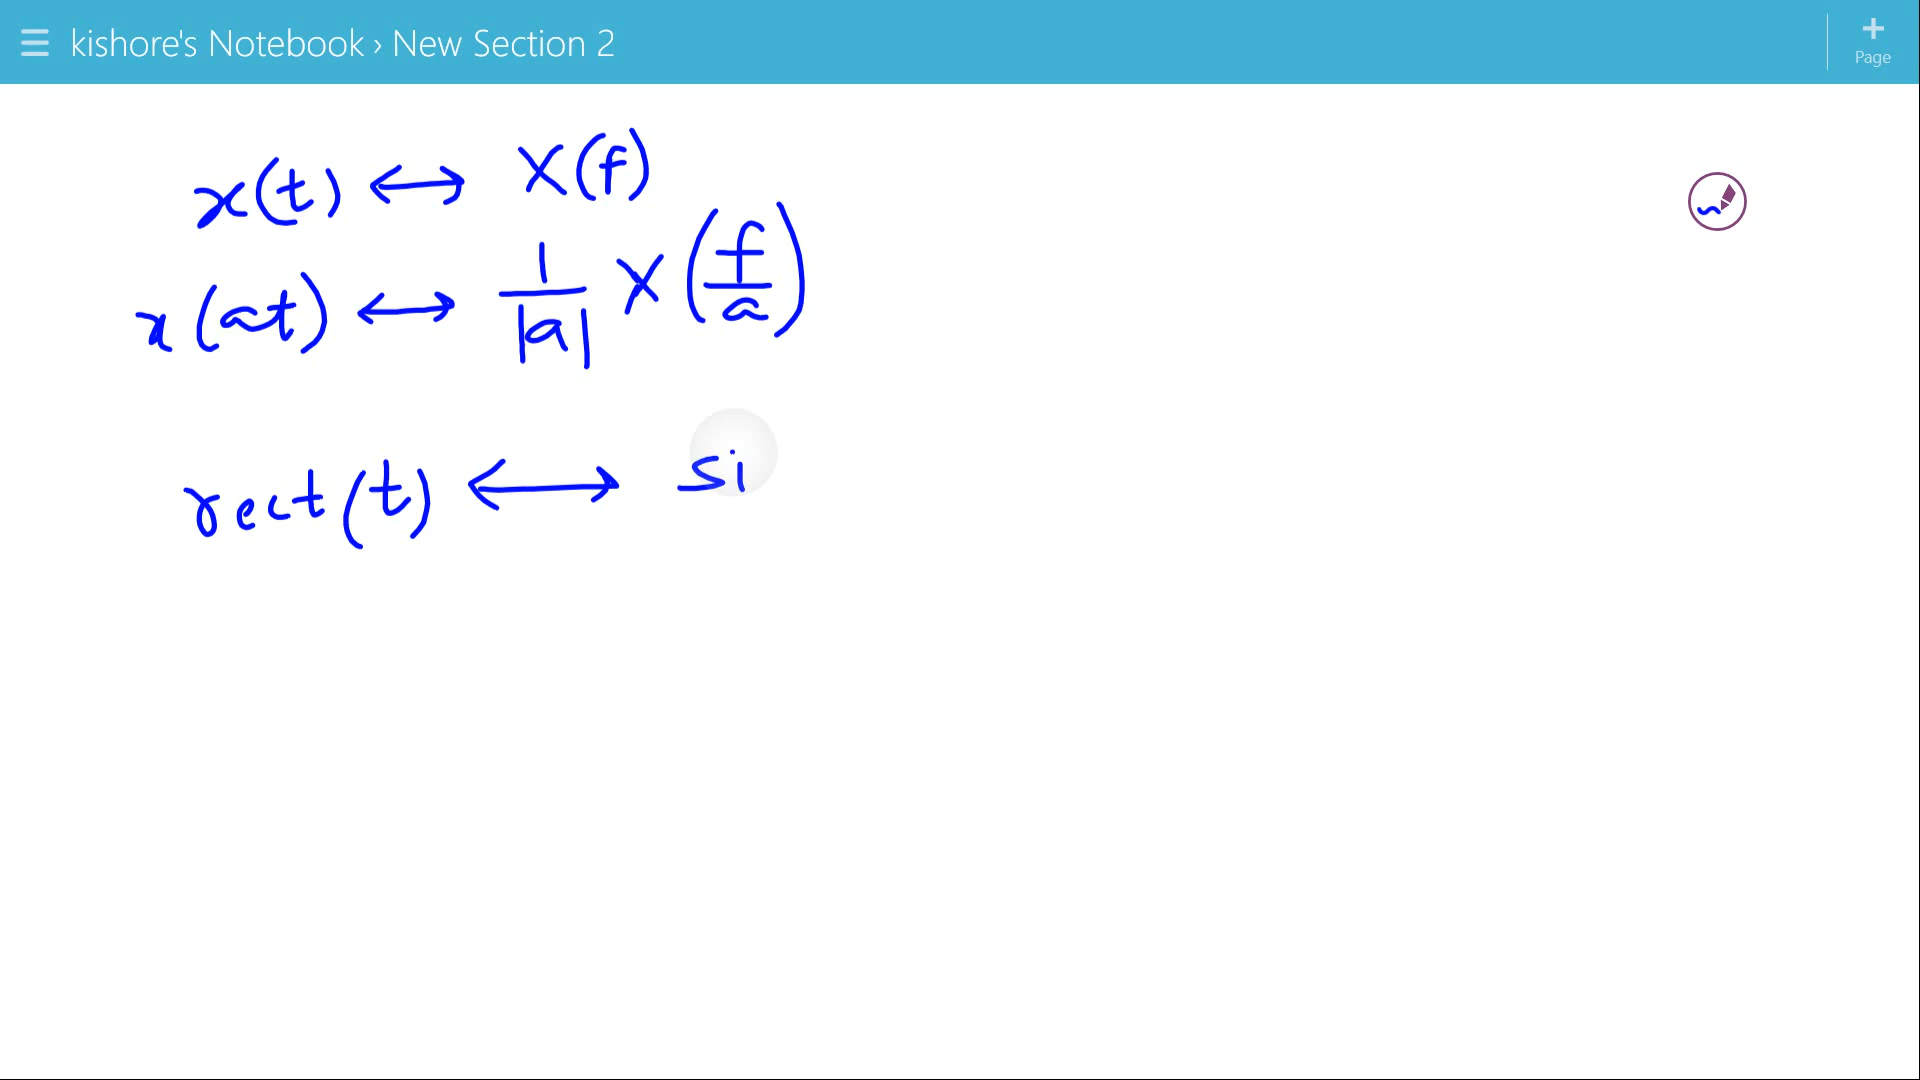 kishore's Notebook › New Section 2
Page
x(t) ↔ X(f)
x(at) ↔ 1/|a| X(f/a)
rect(t) ↔ si